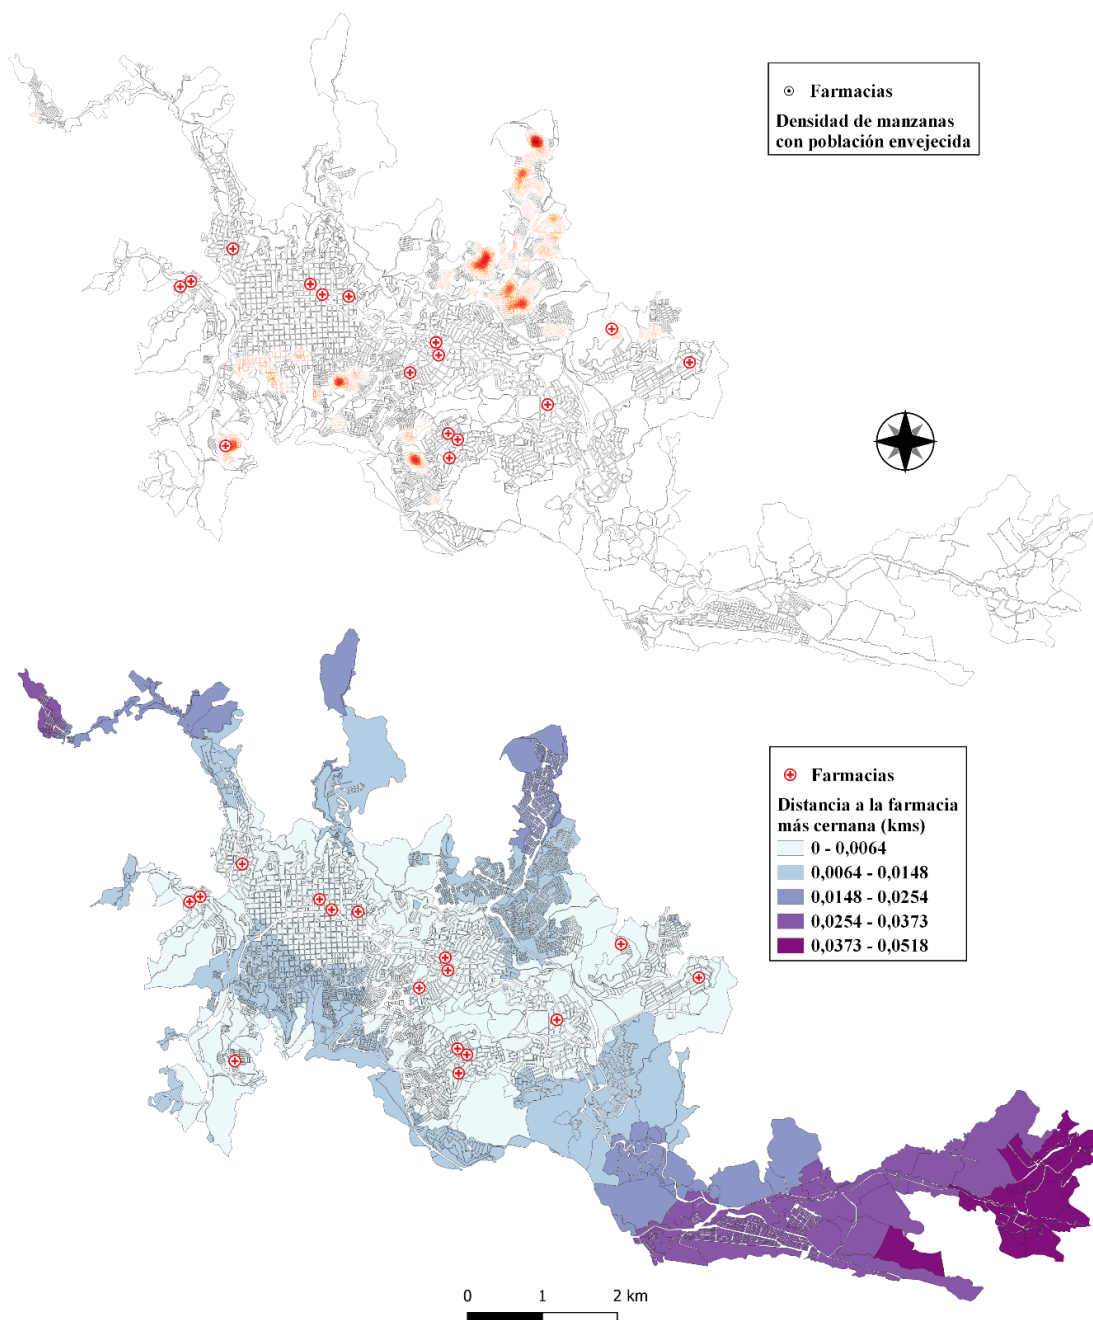 Farmacias
Densidad de manzanas
con población envejecida
Farmacias
Distancia a la farmacia
más cernana (kms)
0 - 0,0064
0,0064 - 0,0148
0,0148 - 0,0254
0,0254 - 0,0373
0,0373 - 0,0518
0 1 2 km